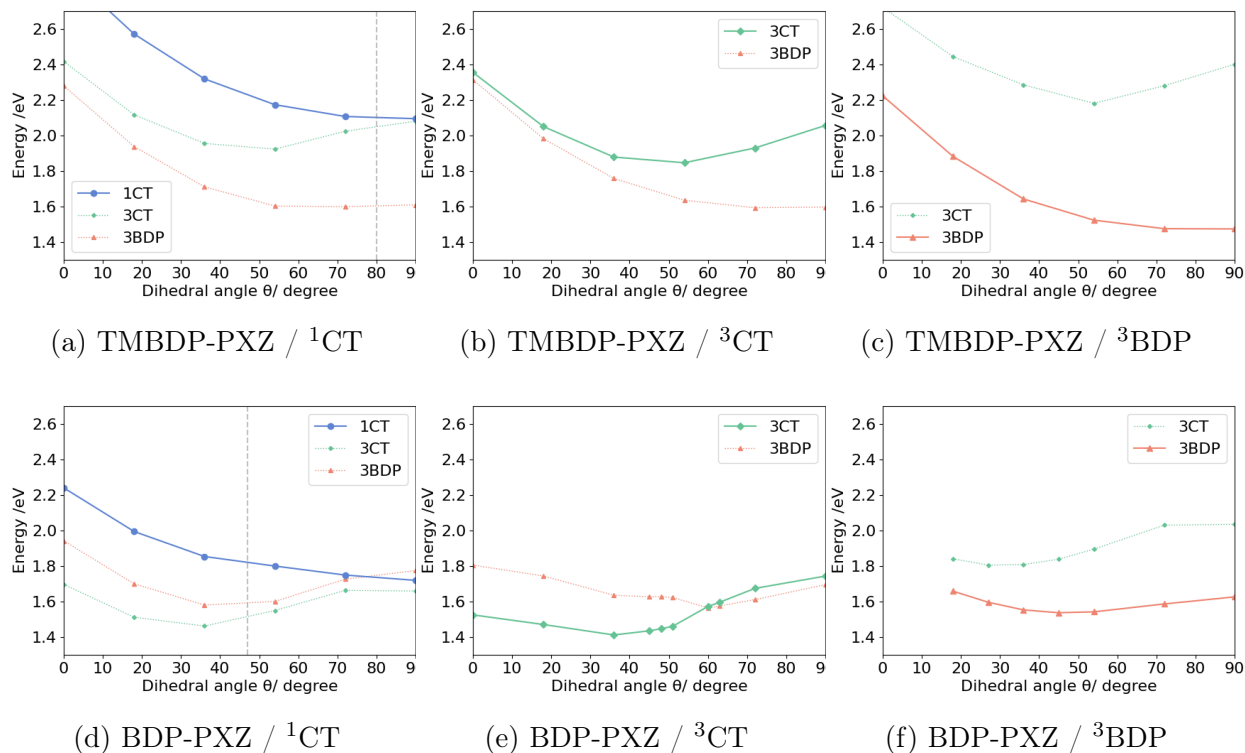 2.6
2.4
2.2
2.0
1.8
1.6
1.4
Energy /eV
1CT
3CT
3BDP
0 10 20 30 40 50 60 70 80 90
Dihedral angle θ/ degree
(a) TMBDP-PXZ / ¹CT
2.6
2.4
2.2
2.0
1.8
1.6
1.4
Energy /eV
3CT
3BDP
0 10 20 30 40 50 60 70 80 90
Dihedral angle θ/ degree
(b) TMBDP-PXZ / ³CT
2.6
2.4
2.2
2.0
1.8
1.6
1.4
Energy /eV
3CT
3BDP
0 10 20 30 40 50 60 70 80 90
Dihedral angle θ/ degree
(c) TMBDP-PXZ / ³BDP
2.6
2.4
2.2
2.0
1.8
1.6
1.4
Energy /eV
1CT
3CT
3BDP
0 10 20 30 40 50 60 70 80 90
Dihedral angle θ/ degree
(d) BDP-PXZ / ¹CT
2.6
2.4
2.2
2.0
1.8
1.6
1.4
Energy /eV
3CT
3BDP
0 10 20 30 40 50 60 70 80 90
Dihedral angle θ/ degree
(e) BDP-PXZ / ³CT
2.6
2.4
2.2
2.0
1.8
1.6
1.4
Energy /eV
3CT
3BDP
0 10 20 30 40 50 60 70 80 90
Dihedral angle θ/ degree
(f) BDP-PXZ / ³BDP